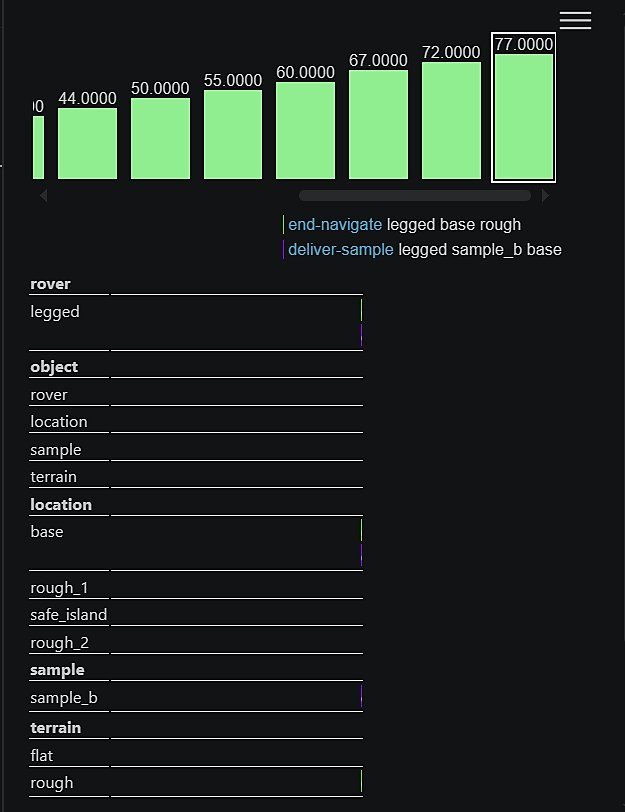 44.0000 50.0000 55.0000 60.0000 67.0000 72.0000 77.0000
end-navigate legged base rough
deliver-sample legged sample_b base
rover
legged
object
rover
location
sample
terrain
location
base
rough_1
safe_island
rough_2
sample
sample_b
terrain
flat
rough